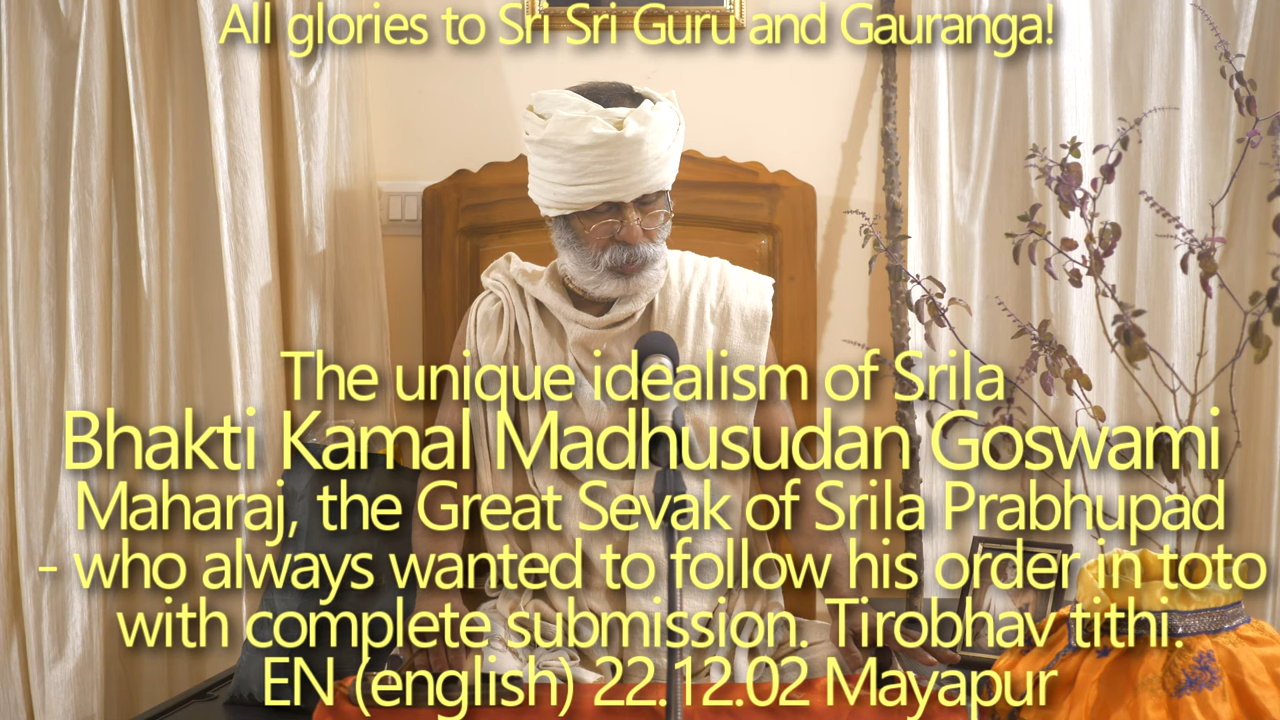 All glories to Sri Sri Guru and Gauranga!
The unique idealism of Srila
Bhakti Kamal Madhusudan Goswami
Maharaj, the Great Sevak of Srila Prabhupad
- who always wanted to follow his order in toto
with complete submission. Tirobhav tithi.
EN (english) 22.12.02 Mayapur